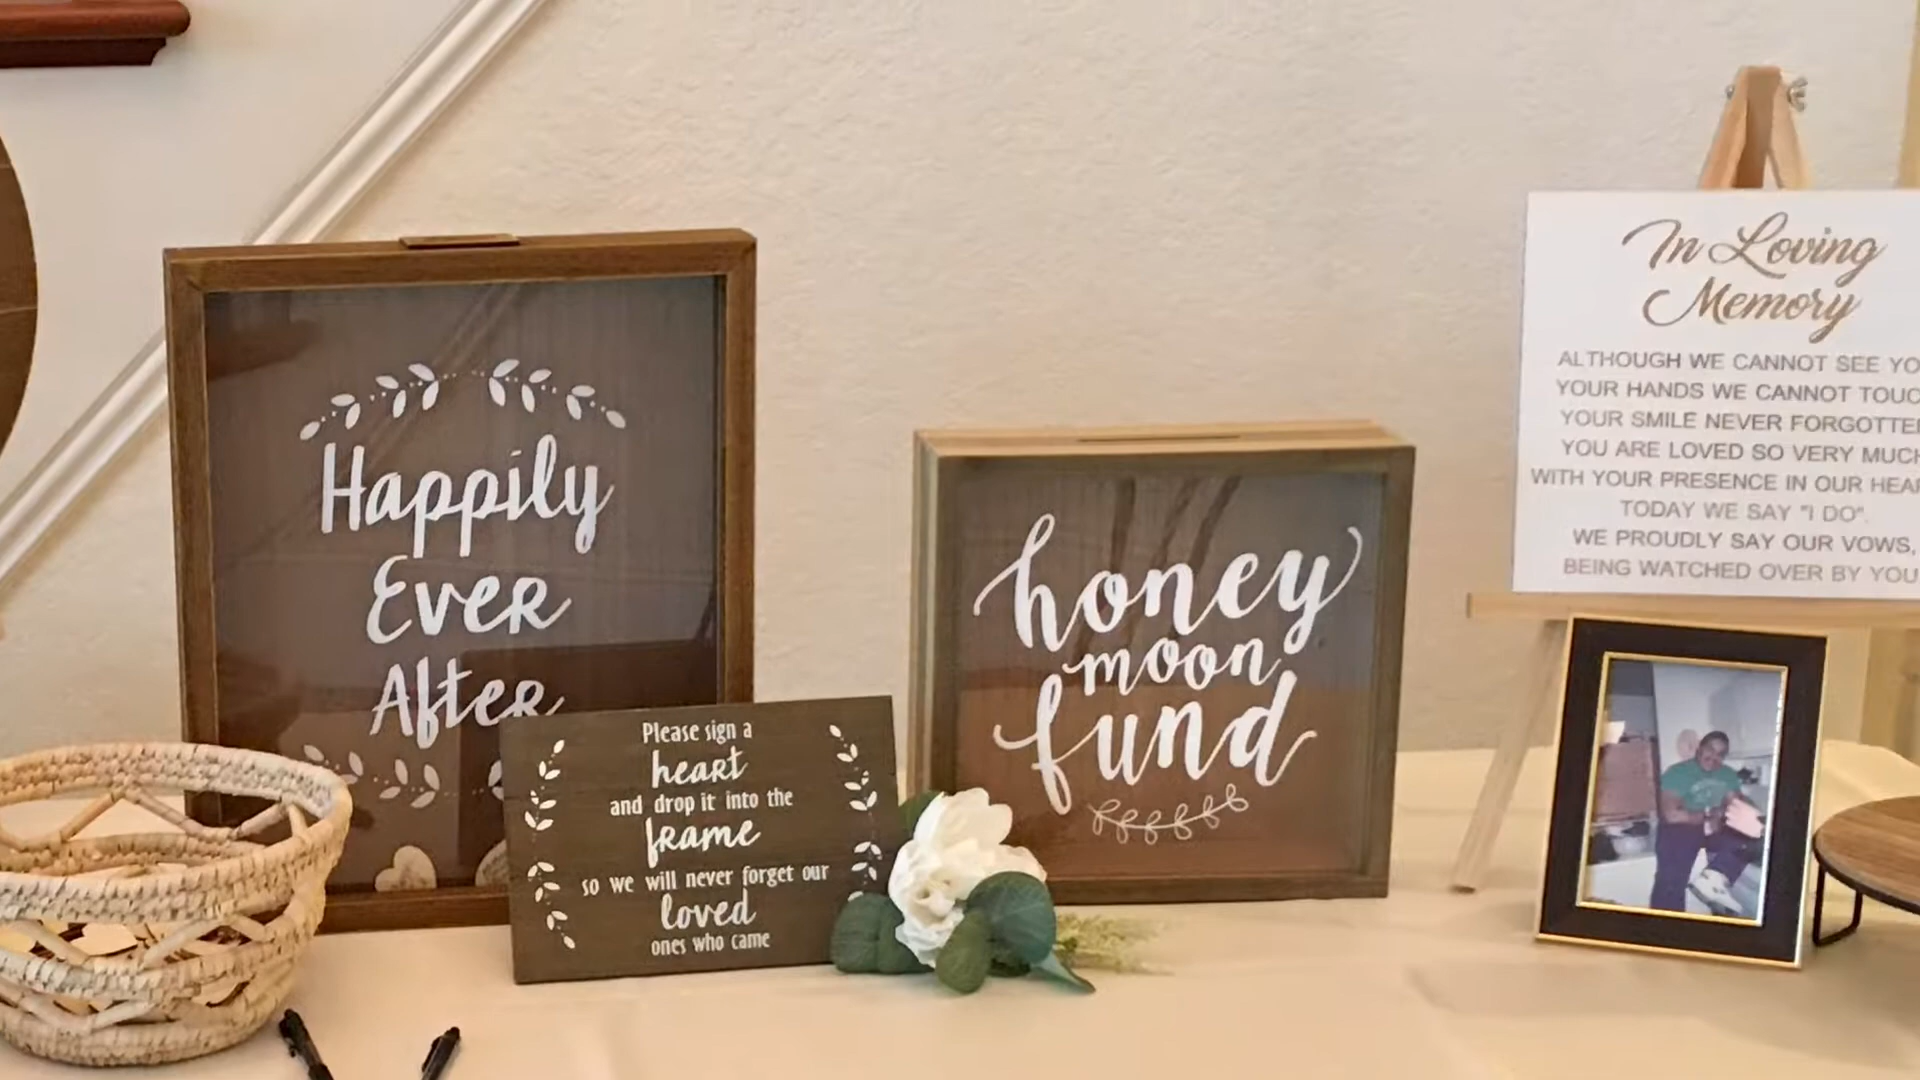 Happily
Ever
After
Please sign a
heart
and drop it into the
frame
so we will never forget our
loved
ones who came
honey
moon
fund
In Loving
Memory
ALTHOUGH WE CANNOT SEE YO
YOUR HANDS WE CANNOT TOUC
YOUR SMILE NEVER FORGOTTE
YOU ARE LOVED SO VERY MUCH
WITH YOUR PRESENCE IN OUR HEA
TODAY WE SAY "I DO".
WE PROUDLY SAY OUR VOWS,
BEING WATCHED OVER BY YOU